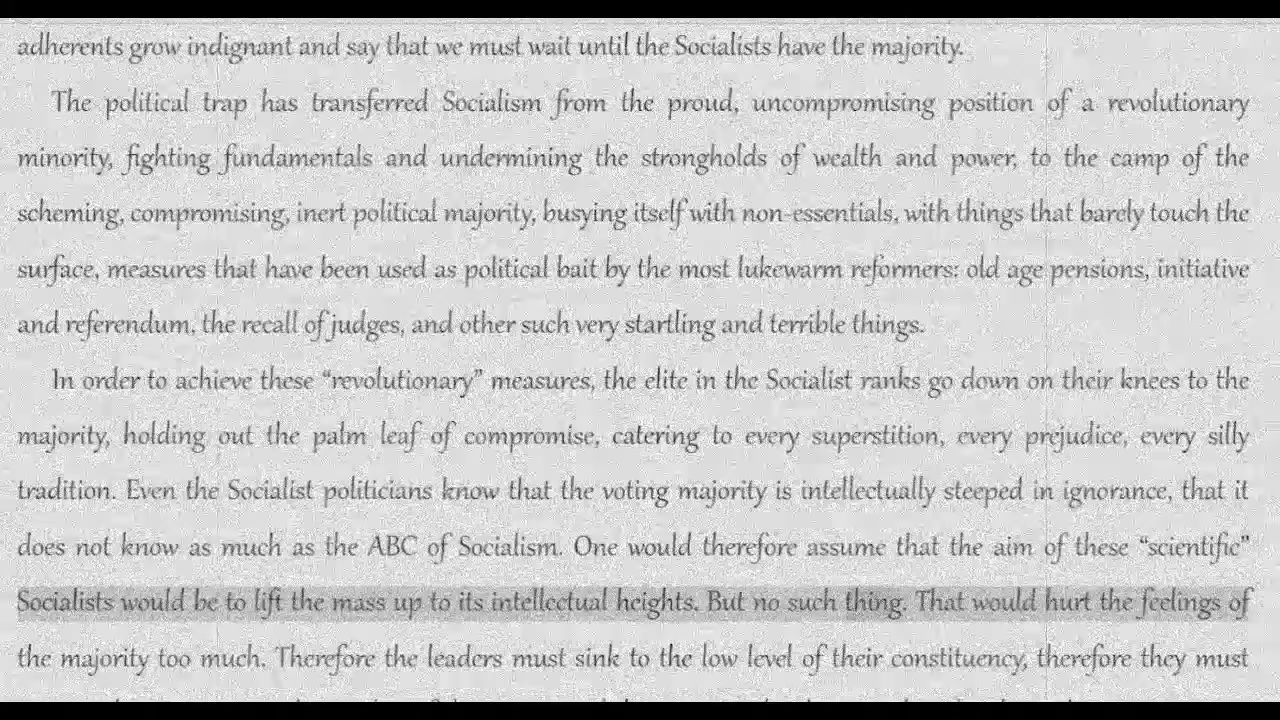 adherents grow indignant and say that we must wait until the Socialists have the majority.
The political trap has transferred Socialism from the proud, uncompromising position of a revolutionary
minority, fighting fundamentals and undermining the strongholds of wealth and power, to the camp of the
scheming, compromising, inert political majority, busying itself with non-essentials, with things that barely touch the
surface, measures that have been used as political bait by the most lukewarm reformers: old age pensions, initiative
and referendum, the recall of judges, and other such very startling and terrible things.
In order to achieve these “revolutionary” measures, the elite in the Socialist ranks go down on their knees to the
majority, holding out the palm leaf of compromise, catering to every superstition, every prejudice, every silly
tradition. Even the Socialist politicians know that the voting majority is intellectually steeped in ignorance, that it
does not know as much as the ABC of Socialism. One would therefore assume that the aim of these “scientific”
Socialists would be to lift the mass up to its intellectual heights. But no such thing. That would hurt the feelings of
the majority too much. Therefore the leaders must sink to the low level of their constituency, therefore they must